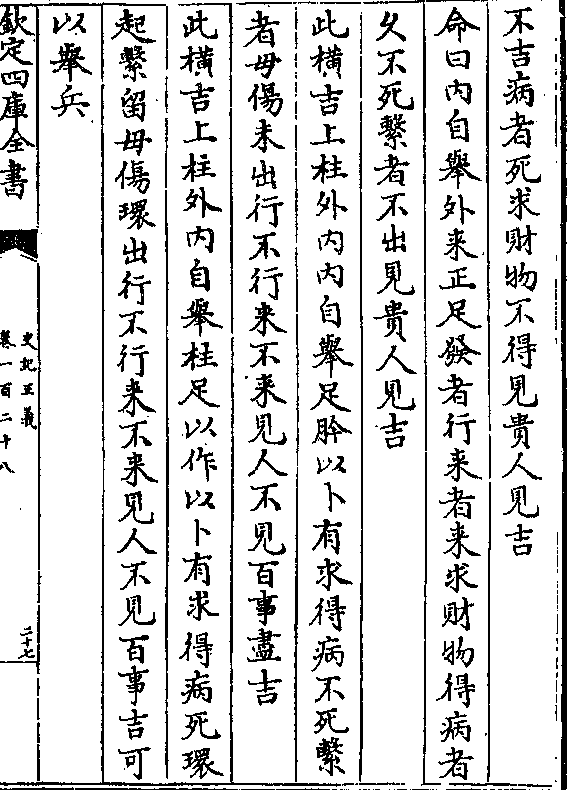 不吉病者死求財物不得見貴人見吉
命曰内自舉外来正足發者行来者来求財物得病者
久不死繫者不出見貴人見吉
此横吉上柱外内内自舉足肣以卜有求得病不死繫
者毋傷未出行不行来不来見人不見百事盡吉
此横吉上柱外内自舉柱足以作以卜有求得病死環
起繫留毋傷環出行不行来不来見人不見百事吉可
以舉兵
欽定四庫全書
史記正義
卷一百二十八
二十七